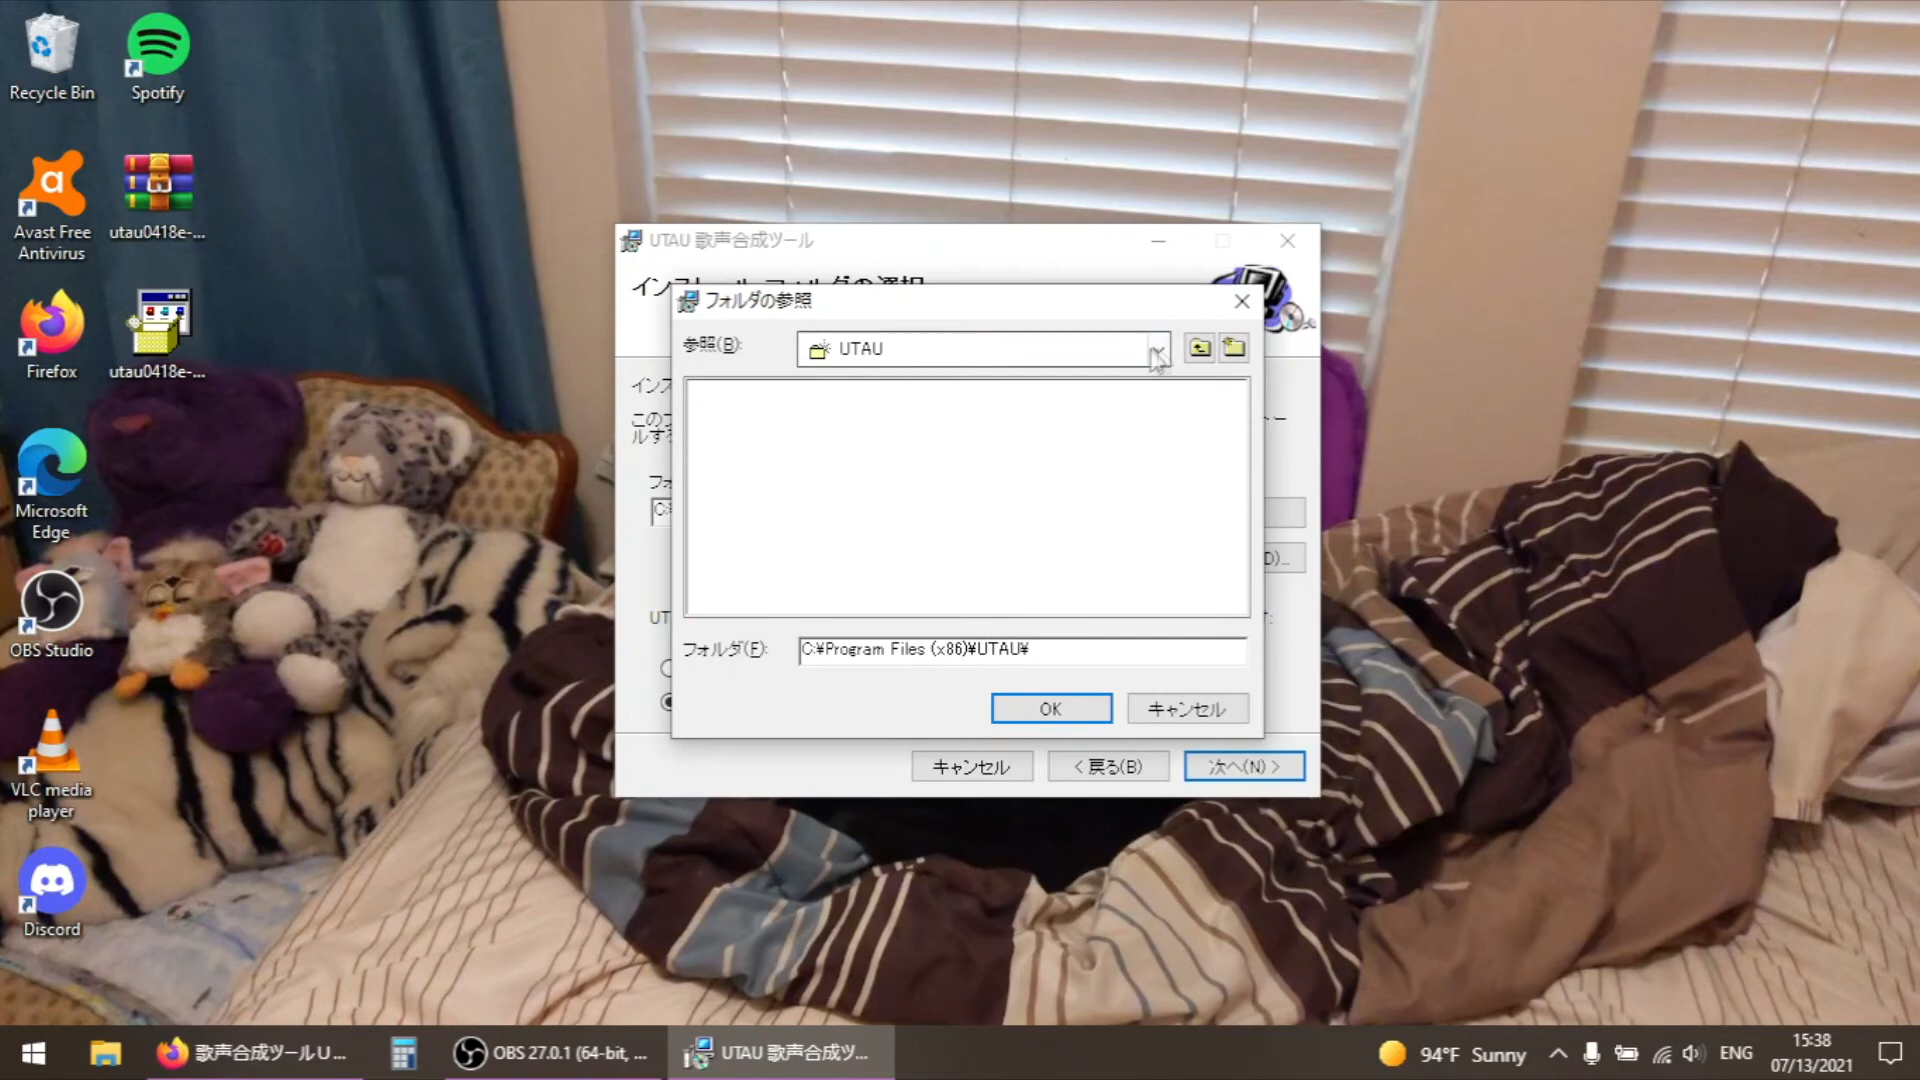 Recycle Bin
Spotify
Avast Free
Antivirus
utau0418e-...
Firefox
utau0418e-...
Microsoft
Edge
OBS Studio
VLC media
player
Discord
UTAU 歌声合成ツール
フォルダの参照
参照(B):
UTAU
フォルダ(F):
C:¥Program Files (x86)¥UTAU¥
OK
キャンセル
キャンセル
< 戻る(B)
次へ(N) >
歌声合成ツールU...
OBS 27.0.1 (64-bit, ...
UTAU 歌声合成ツ...
94°F Sunny
ENG
15:38
07/13/2021